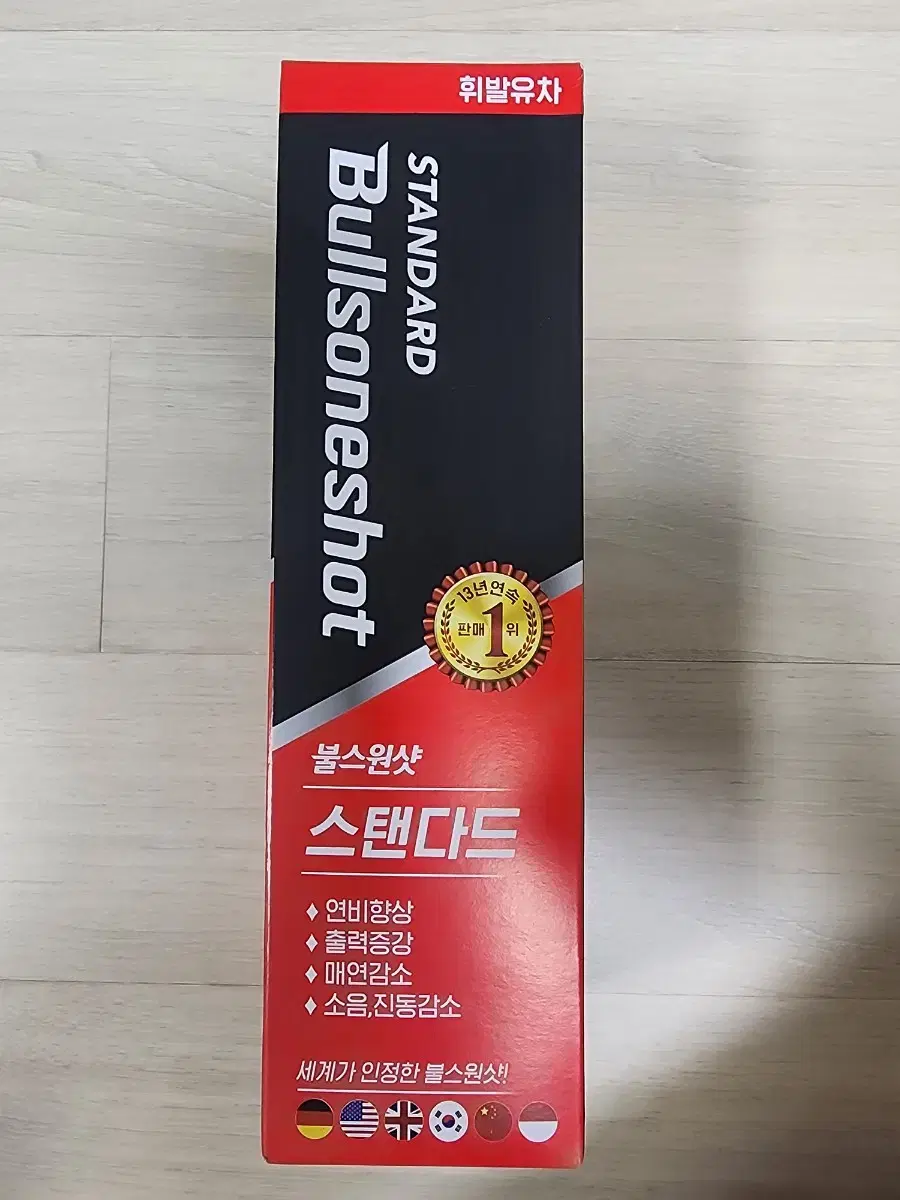 휘발유차
STANDARD
Bullsoneshot
13년연속
판매 1위
불스원샷
스탠다드
♦ 연비향상
♦ 출력증강
♦ 매연감소
♦ 소음,진동감소
세계가 인정한 불스원샷!